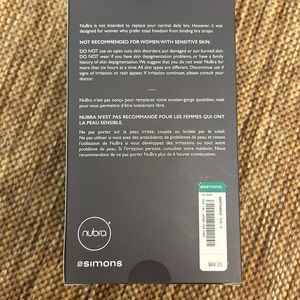 NuBra is not intended to replace your normal daily bra. However, it was
designed for women who prefer total freedom from binding bra straps.
NOT RECOMMENDED FOR WOMEN WITH SENSITIVE SKIN
DO NOT use on open cuts, skin disorders, sun damaged or sun burned skin.
DO NOT wear if you have skin depigmentation problems, or have a family
history of skin depigmentation. We suggest that you do not wear NuBra for
more than six hours at a time. All skin types are different. Discontinue use if
signs of irritation or rash appear. If irritation continues, please consult your
doctor.
NuBra n'est pas conçu pour remplacer votre soutien-gorge quotidien, mais
pour vous permettre d'être totalement libre.
NUBRA N'EST PAS RECOMMANDÉ POUR LES FEMMES QUI ONT
LA PEAU SENSIBLE.
Ne pas porter sur la peau irritée, coupée ou brûlée par le soleil.
Ne pas utiliser si vous avez des antécédents de problèmes de peau et cessez
l'utilisation de NuBra si vous développez des irritations ou tout autre
problème de peau. Si l'irritation persiste, consultez votre médecin. Nous
recommandons de ne pas porter NuBra plus de 6 heures consécutives.
nubra
simons
simons